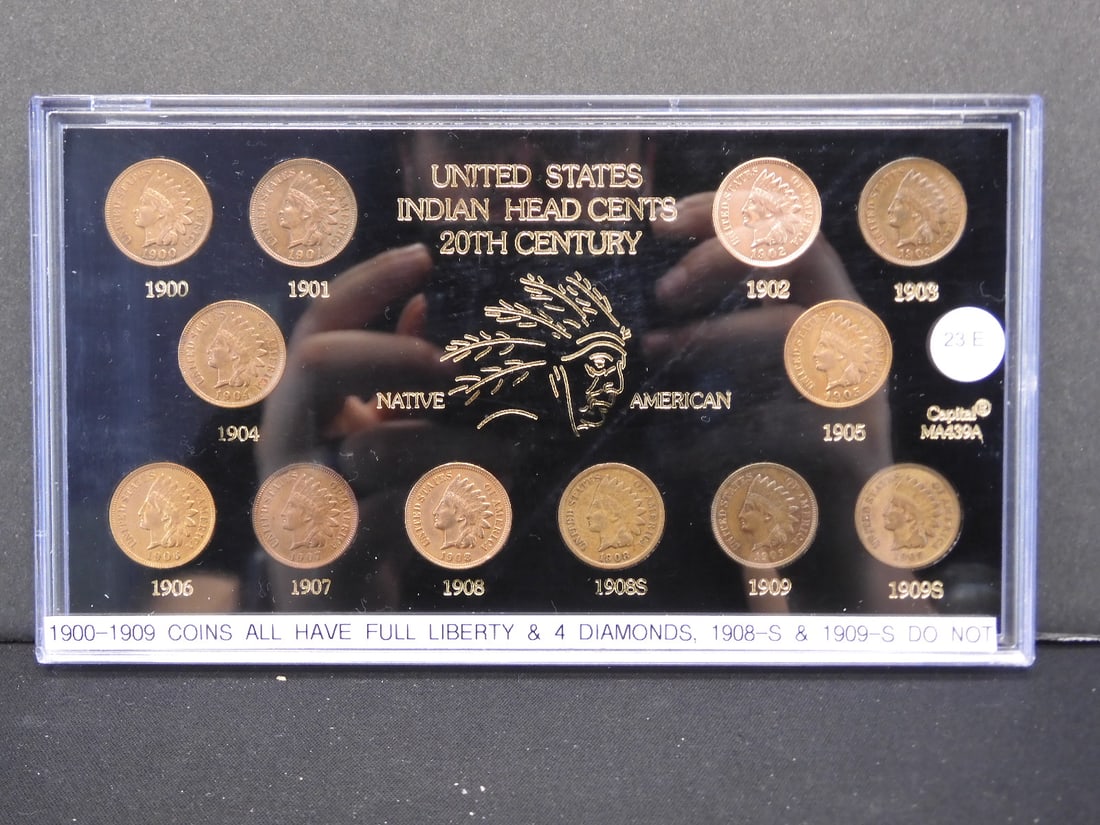 UNITED STATES
INDIAN HEAD CENTS
20TH CENTURY
1900
1901
1902
1903
1904
NATIVE AMERICAN
1905
23 E
Capital®
MA439A
1906
1907
1908
1908S
1909
1909S
1900-1909 COINS ALL HAVE FULL LIBERTY & 4 DIAMONDS, 1908-S & 1909-S DO NOT